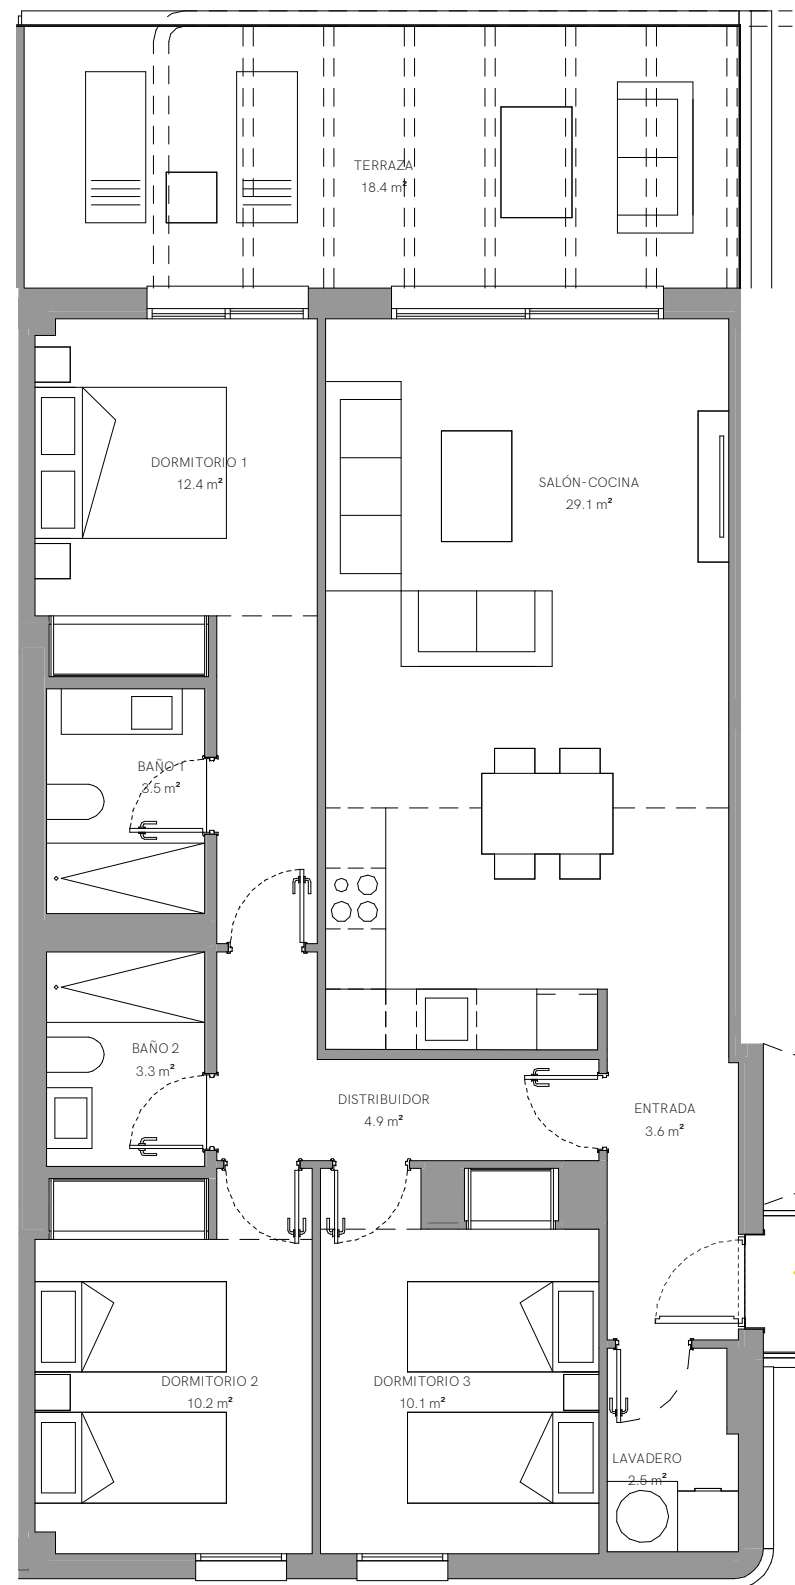 TERRAZA
18.4 m²
DORMITORIO 1
12.4 m²
SALÓN-COCINA
29.1 m²
BAÑO 1
3.5 m²
BAÑO 2
3.3 m²
DISTRIBUIDOR
4.9 m²
ENTRADA
3.6 m²
DORMITORIO 2
10.2 m²
DORMITORIO 3
10.1 m²
LAVADERO
2.5 m²